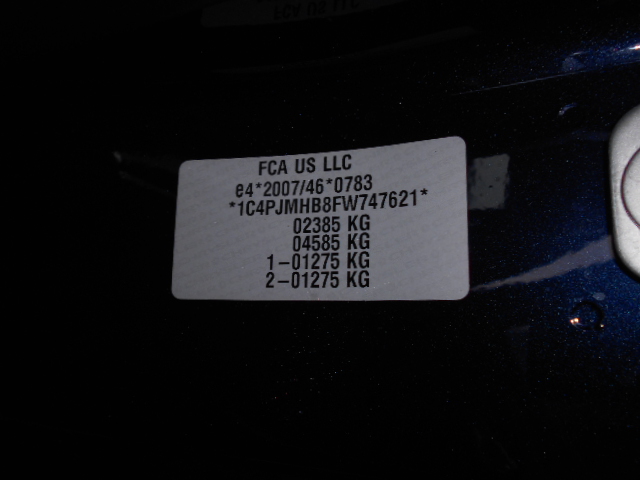 FCA US LLC
e4*2007/46*0783
*1C4PJMHB8FW747621*
02385 KG
04585 KG
1-01275 KG
2-01275 KG